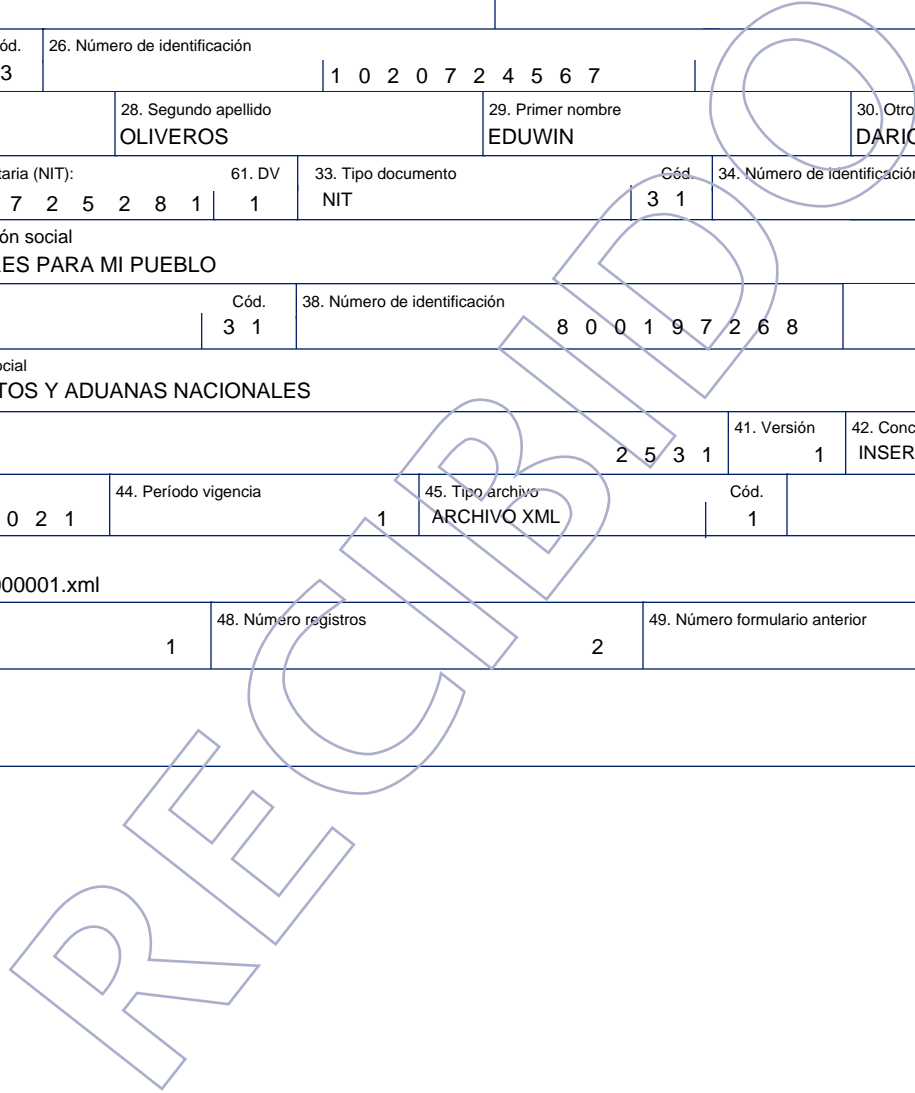 ód. 26. Número de identificación
3 1 0 2 0 7 2 4 5 6 7
28. Segundo apellido 29. Primer nombre 30. Otro
OLIVEROS EDUWIN DARIO
taria (NIT): 61. DV 33. Tipo documento Cód. 34. Número de identificación
7 2 5 2 8 1 1 NIT 3 1
ón social
ES PARA MI PUEBLO
Cód. 38. Número de identificación
3 1 8 0 0 1 9 7 2 6 8
ocial
TOS Y ADUANAS NACIONALES
41. Versión 42. Conc
2 5 3 1 1 INSER
44. Período vigencia 45. Tipo archivo Cód.
0 2 1 1 ARCHIVO XML 1
000001.xml
48. Número registros 49. Número formulario anterior
1 2
RECIBIDO